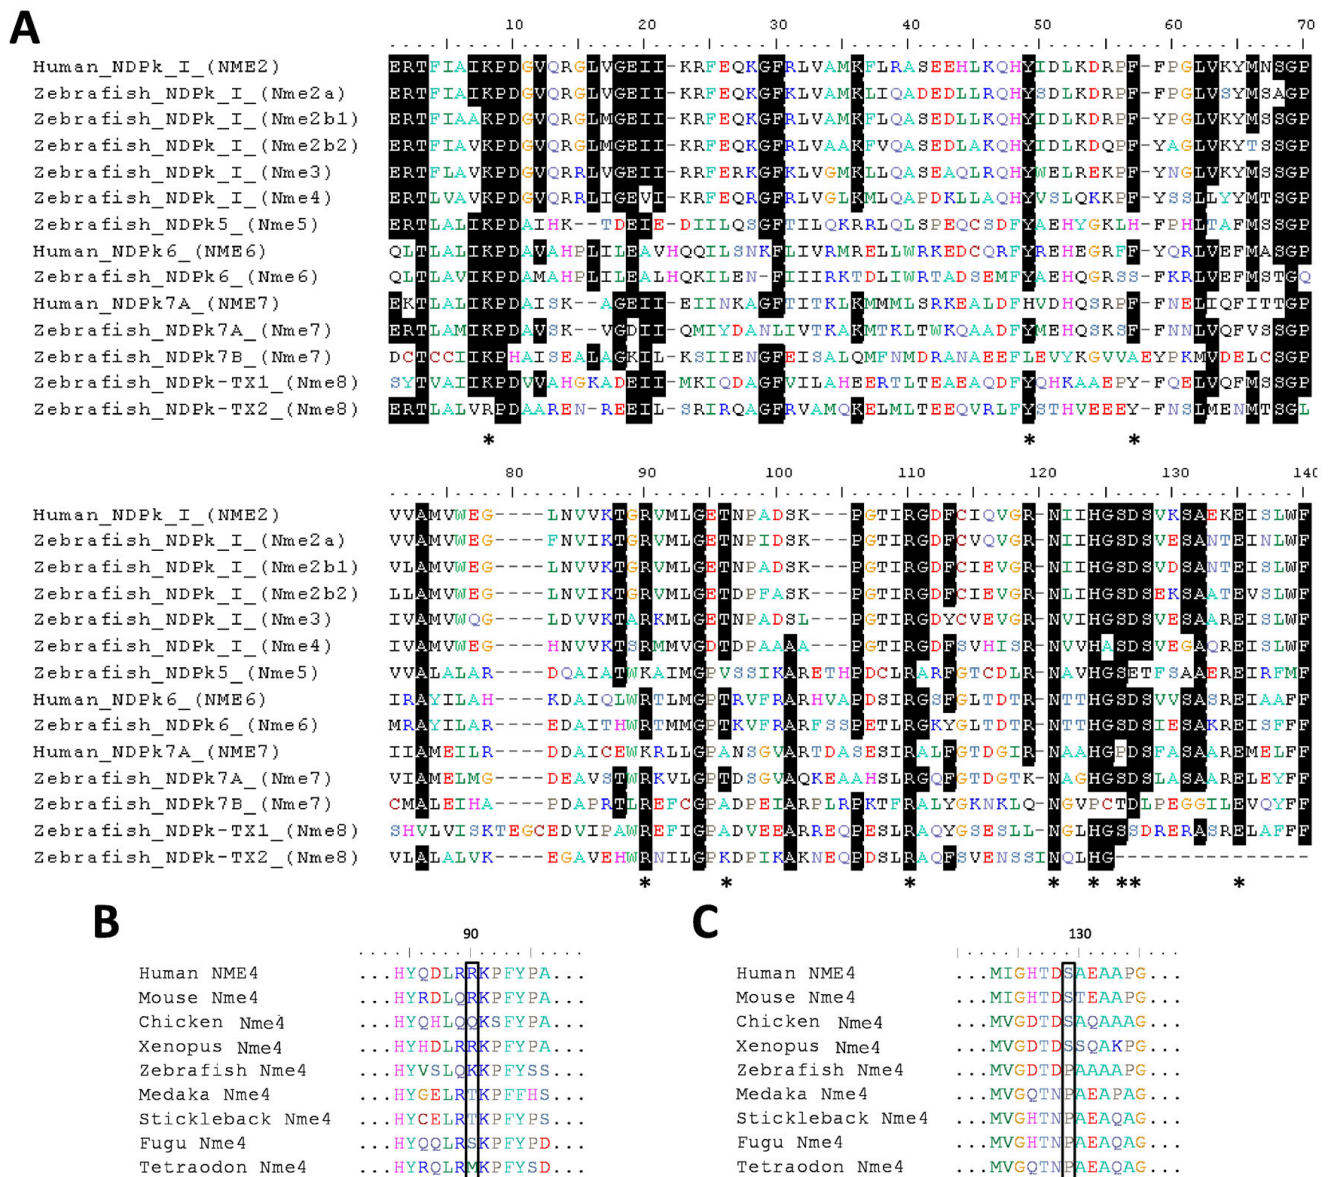 A
10 20 30 40 50 60 70
Human_NDPk_I_(NME2) ERTFIAIKPDGVQRGLVGEII-KRFEQKGFRLVAMKFLRASEEHLKQHYIDLKDRPF-FPGLVKYMNSGP
Zebrafish_NDPk_I_(Nme2a) ERTFIAIKPDGVQRGLVGEII-KRFEQKGFKLVAMKLIQADEDLLRQHYSDLKDRPF-FPGLVSYMSAGP
Zebrafish_NDPk_I_(Nme2b1) ERTFIAAKPDGVQRGLMGEII-KRFEQKGFRLVAMKFLQASEDLLKQHYIDLKDRPF-FPGLVKYMSSGP
Zebrafish_NDPk_I_(Nme2b2) ERTFIAVKPDGVQRGLMGEII-KRFEQKGFRLVAAKFVQASEDLAKQHYIDLKDQPF-YAGLVKYTSSGP
Zebrafish_NDPk_I_(Nme3) ERTFIAVKPDGVQRRLVGEII-RRFERKGFKLVGMKLLQASEAQLRQHYWELREKPF-YNGLVKYMSSGP
Zebrafish_NDPk_I_(Nme4) ERTLVAVKPDGVQRRLIGEVI-KRFEQRGFRLVGLKMLQAPDKLLAQHYVSLQKKPF-YSSLLYYMTSGP
Zebrafish_NDPk5_(Nme5) ERTLALIKPDAIHK--TDEIE-DIILQSGFTILQKRRLQLSPEQCSDFYAEHYGKLH-FPHLTAFMSSGP
Human_NDPk6_(NME6) QLTLALIKPDAVAHPLILEAVHQQILSNKFLIVRMRELLWRKEDCQRFYREHEGRFF-YQRLVEFMASGP
Zebrafish_NDPk6_(Nme6) QLTLAVIKPDAMAHPLILEALHQKILEN-FIIIRKTDLIWRTADSEMFYAEHQGRSS-FKRLVEFMSTGQ
Human_NDPk7A_(NME7) EKTLALIKPDAISK--AGEIIEIINKAGFTITKLKMMMLSRKEALDFHVDHQSRPF-FNELIQFITTGP
Zebrafish_NDPk7A_(Nme7) ERTLAMIKPDAVSK--VGDII-QMIYDANLIVTKAKMTKLTWKQAADFYMEHQSKSF-FNNLVQFVSSGP
Zebrafish_NDPk7B_(Nme7) DCTCCIIKPHAISEALAGKIL-KSIIENGFEISALQMFNMDRANAEEFLEVYKGVVAEYPKMVDELCSGP
Zebrafish_NDPk-TX1_(Nme8) SYTVAIIKPDVVAHGKADEII-MKIQDAGFVILAHEERTLTEAEAQDFYQHKAAEPY-FQELVQFMSSGP
Zebrafish_NDPk-TX2_(Nme8) ERTLALVRPDAAREN-REEIL-SRIRQAGFRVAMQKELMLTEEQVRLFYSTHVEEEY-FNSLMENMTSGL
* * *
80 90 100 110 120 130 140
Human_NDPk_I_(NME2) VVAMVWEG----LNVVKTGRVMLGETNPADSK---PGTIRGDFCIQVGR-NIIHGSDSVKSAEKEISLWF
Zebrafish_NDPk_I_(Nme2a) VVAMVWEG----FNVIKTGRVMLGETNPIDSK---PGTIRGDFCVQVGR-NIIHGSDSVESANTEINLWF
Zebrafish_NDPk_I_(Nme2b1) VLAMVWEG----LNVVKTGRVMLGETNPADSK---PGTIRGDFCIEVGR-NIIHGSDSVDSANTEISLWF
Zebrafish_NDPk_I_(Nme2b2) LLAMVWEG----LNVIKTGRVMLGETDPFASK---PGTIRGDFCIEVGR-NLIHGSDSEKSAATEVSLWF
Zebrafish_NDPk_I_(Nme3) IVAMVWQG----LDVVKTARKMLGETNPADSL---PGTIRGDYCVEVGR-NVIHGSDSVESAAREISLWF
Zebrafish_NDPk_I_(Nme4) IVAMVWEG----HNVVKTSRMMVGDTDPAAAA---PGTIRGDFSVHISR-NVVHASDSVEGAQREISLWF
Zebrafish_NDPk5_(Nme5) VVALALAR----DQAIATWKAIMGPVSSIKARETHPDCLRARFGTCDLR-NAVHGSETFSAAEREIRFMF
Human_NDPk6_(NME6) IRAYILAH----KDAIQLWRTLMGPTRVFRARHVAPDSIRGSFGLTDTR-NTTHGSDSVVSASREIAAFF
Zebrafish_NDPk6_(Nme6) MRAYILAR----EDAITHWRTMMGPTKVFRARFSSPETLRGKYGLTDTR-NTTHGSDSIESAKREISFFF
Human_NDPk7A_(NME7) IIAMEILR----DDAICEWKRLLGPANSGVARTDASESIRALFGTDGIR-NAAHGPDSFASAAREMELFF
Zebrafish_NDPk7A_(Nme7) VIAMELMG----DEAVSTWRKVLGPTDSGVAQKEAAHSLRGQFGTDGTK-NAGHGSDSLASAARELEYFF
Zebrafish_NDPk7B_(Nme7) CMALEIHA----PDAPRTLREFCGPADPEIARPLRPKTFRALYGKNKLQ-NGVPCTDLPEGGILEVQYFF
Zebrafish_NDPk-TX1_(Nme8) SHVLVISKTEGCEDVIPAWREFIGPADVEEARREQPESLRAQYGSESLL-NGLHGSSDRERASRELAFFF
Zebrafish_NDPk-TX2_(Nme8) VLALALVK----EGAVEHWRNILGPKDPIKAKNEQPDSLRAQFSVENSSINQLHG---------------
* * * * * * * *
B
90
Human NME4 ...HYQDLRRKPFYPA...
Mouse Nme4 ...HYRDLQRKPFYPA...
Chicken Nme4 ...HYQHLQQKSFYPA...
Xenopus Nme4 ...HYHDLRRKPFYPA...
Zebrafish Nme4 ...HYVSLQKKPFYSS...
Medaka Nme4 ...HYGELRTKPFFHS...
Stickleback Nme4 ...HYCELRTKPFYPS...
Fugu Nme4 ...HYQQLRSKPFYPD...
Tetraodon Nme4 ...HYRQLRMKPFYSD...
C
130
Human NME4 ...MIGHTDSAEAAPG...
Mouse Nme4 ...MIGHTDSTEAAPG...
Chicken Nme4 ...MVGDTDSAQAAAG...
Xenopus Nme4 ...MVGDTDSSQAKPG...
Zebrafish Nme4 ...MVGDTDPAAAAPG...
Medaka Nme4 ...MVGQTNPAEAPAG...
Stickleback Nme4 ...MVGHTNPAEAQAG...
Fugu Nme4 ...MVGHTNPAEAQAG...
Tetraodon Nme4 ...MVGQTNPAEAQAG...